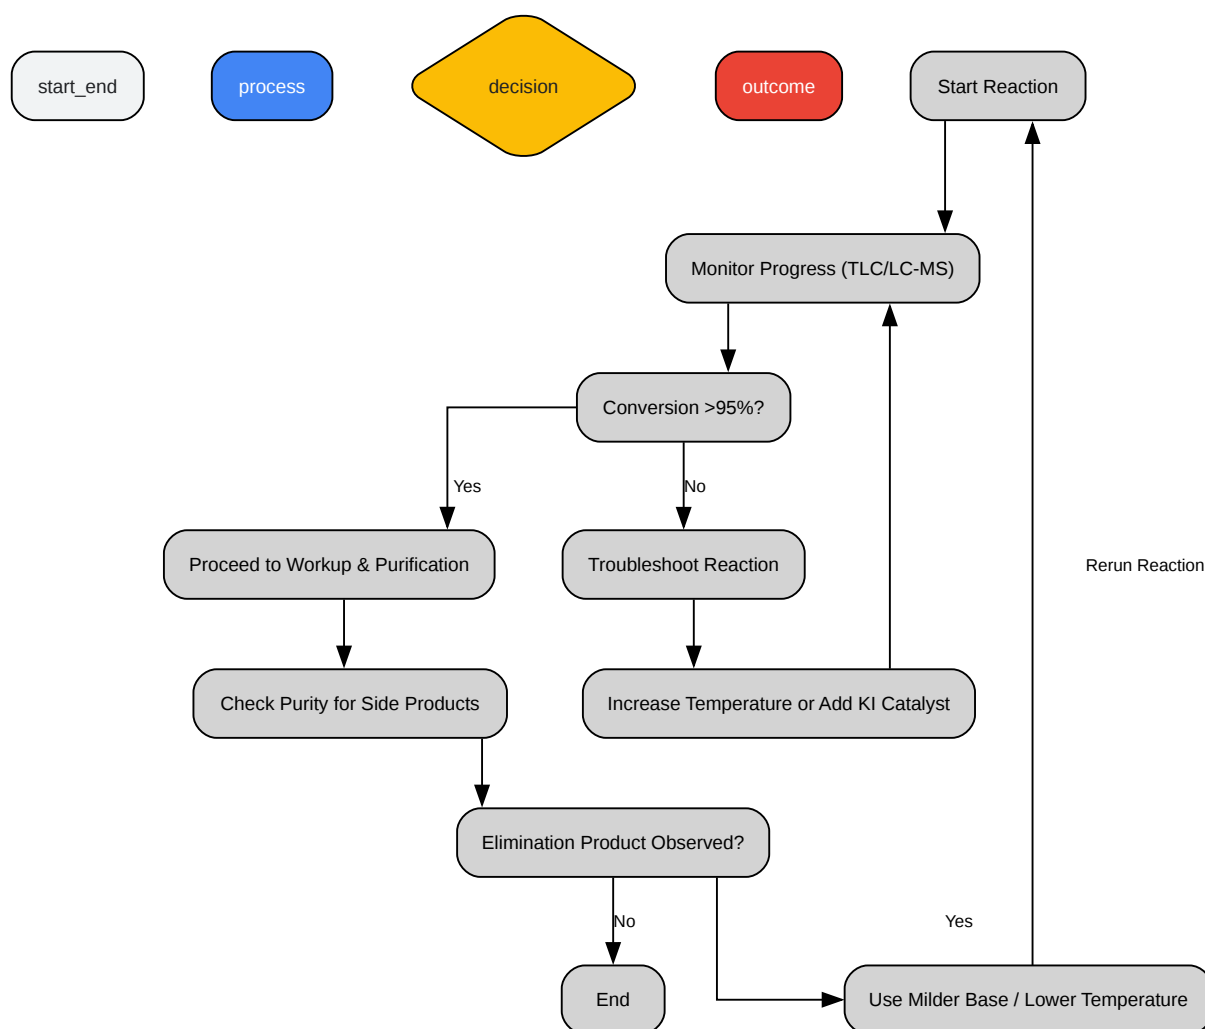 start_end
process
decision
outcome
Start Reaction
Monitor Progress (TLC/LC-MS)
Conversion >95%?
Yes
No
Proceed to Workup & Purification
Troubleshoot Reaction
Rerun Reaction
Check Purity for Side Products
Increase Temperature or Add KI Catalyst
Elimination Product Observed?
No
Yes
End
Use Milder Base / Lower Temperature